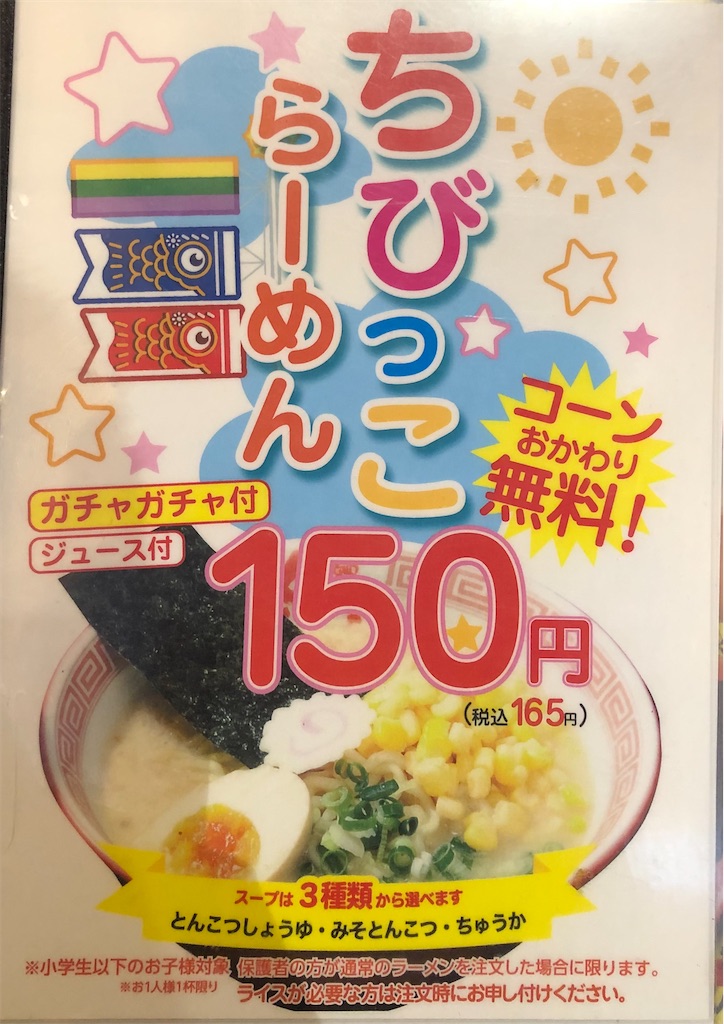 ちびっこ
らーめん
コーン
おかわり
無料！
ガチャガチャ付
ジュース付
150円
（税込165円）
スープは3種類から選べます
とんこつしょうゆ・みそとんこつ・ちゅうか
※小学生以下のお子様対象、保護者の方が通常のラーメンを注文した場合に限ります。
※お1人様1杯限り ライスが必要な方は注文時にお申し付けください。